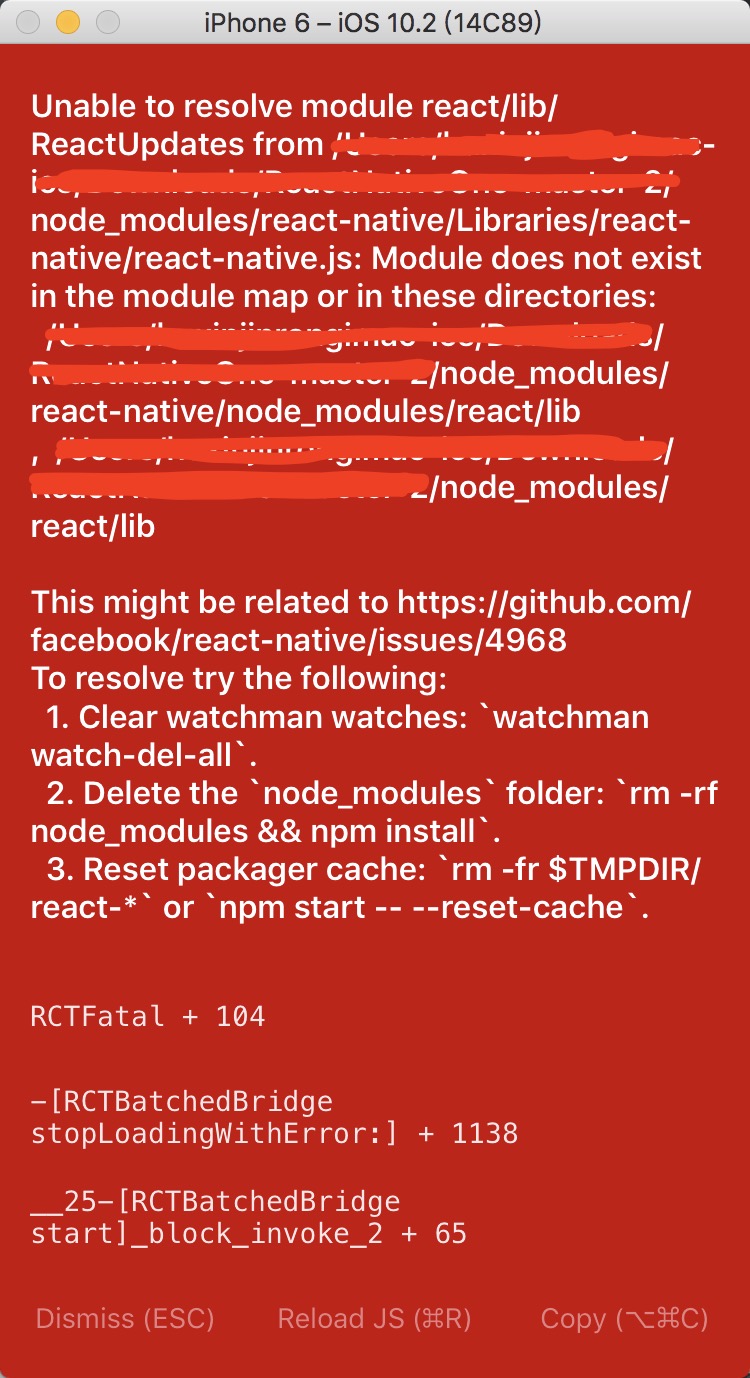 iPhone 6 – iOS 10.2 (14C89)
Unable to resolve module react/lib/
ReactUpdates from
2/
node_modules/react-native/Libraries/react-
native/react-native.js: Module does not exist
in the module map or in these directories:
/node_modules/
react-native/node_modules/react/lib
,
2/node_modules/
react/lib
This might be related to https://github.com/
facebook/react-native/issues/4968
To resolve try the following:
1. Clear watchman watches: `watchman
watch-del-all`.
2. Delete the `node_modules` folder: `rm -rf
node_modules && npm install`.
3. Reset packager cache: `rm -fr $TMPDIR/
react-*` or `npm start -- --reset-cache`.
RCTFatal + 104
-[RCTBatchedBridge
stopLoadingWithError:] + 1138
__25-[RCTBatchedBridge
start]_block_invoke_2 + 65
Dismiss (ESC) Reload JS (⌘R) Copy (⌥⌘C)